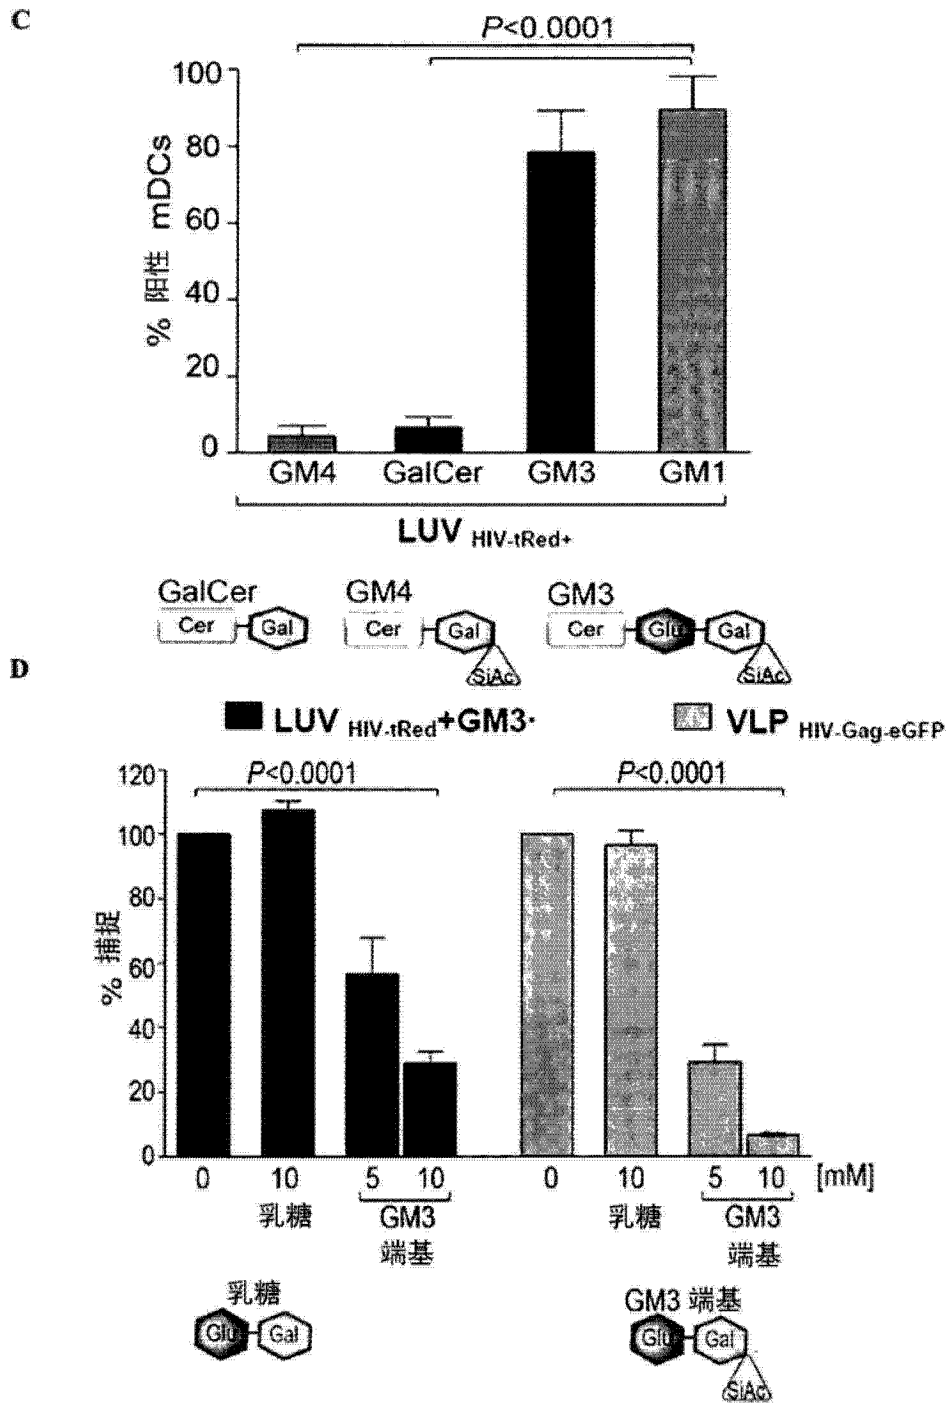 C
P<0.0001
100
80
60
40
20
0
% 阳性 mDCs
GM4 GalCer GM3 GM1
LUV HIV-tRed+
GalCer GM4 GM3
Cer Gal Cer Gal SiAc Cer Glu Gal SiAc
D
LUV HIV-tRed+GM3· VLP HIV-Gag-eGFP
P<0.0001 P<0.0001
120
100
80
60
40
20
0
% 捕捉
0 10 5 10 0 10 5 10 [mM]
乳糖 GM3 乳糖 GM3
端基 端基
乳糖 GM3 端基
Glu Gal Glu Gal
SiAc